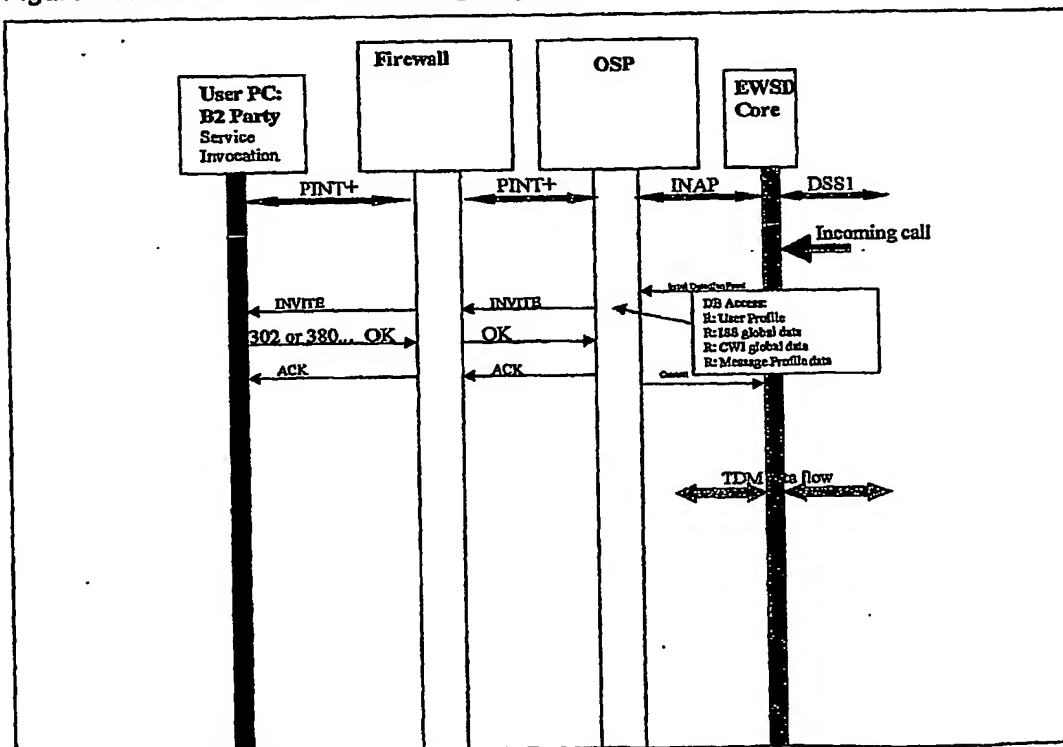 User PC:
B2 Party
Service
Invocation
Firewall
OSP
EWSD
Core
PINT+
PINT+
INAP
DSS1
Incoming call
INVITE
INVITE
DB Access:
R: User Profile
R: I88 global data
R: CWI global data
R: Message Profile data
302 or 380... OK
OK
ACK
ACK
TDM
flow